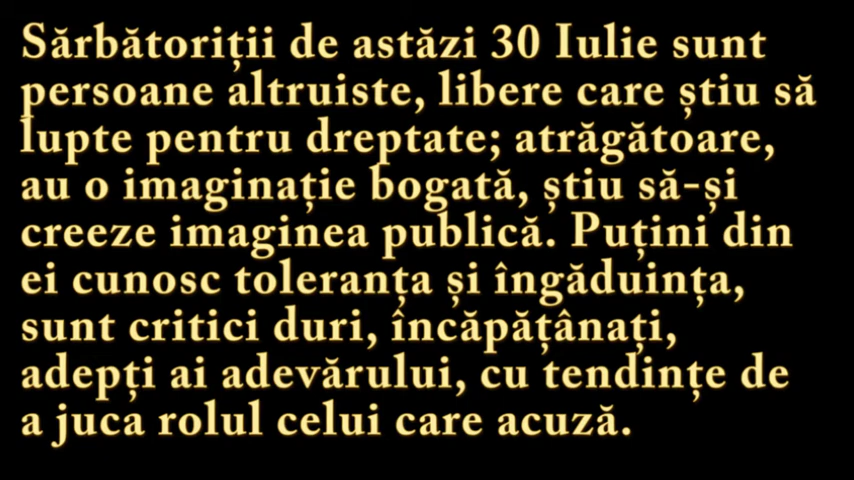 Sărbătoriții de astăzi 30 Iulie sunt
persoane altruiste, libere care știu să
lupte pentru dreptate; atrăgătoare,
au o imaginație bogată, știu să-și
creeze imaginea publică. Puțini din
ei cunosc toleranța și îngăduința,
sunt critici duri, încăpățânați,
adepți ai adevărului, cu tendințe de
a juca rolul celui care acuză.